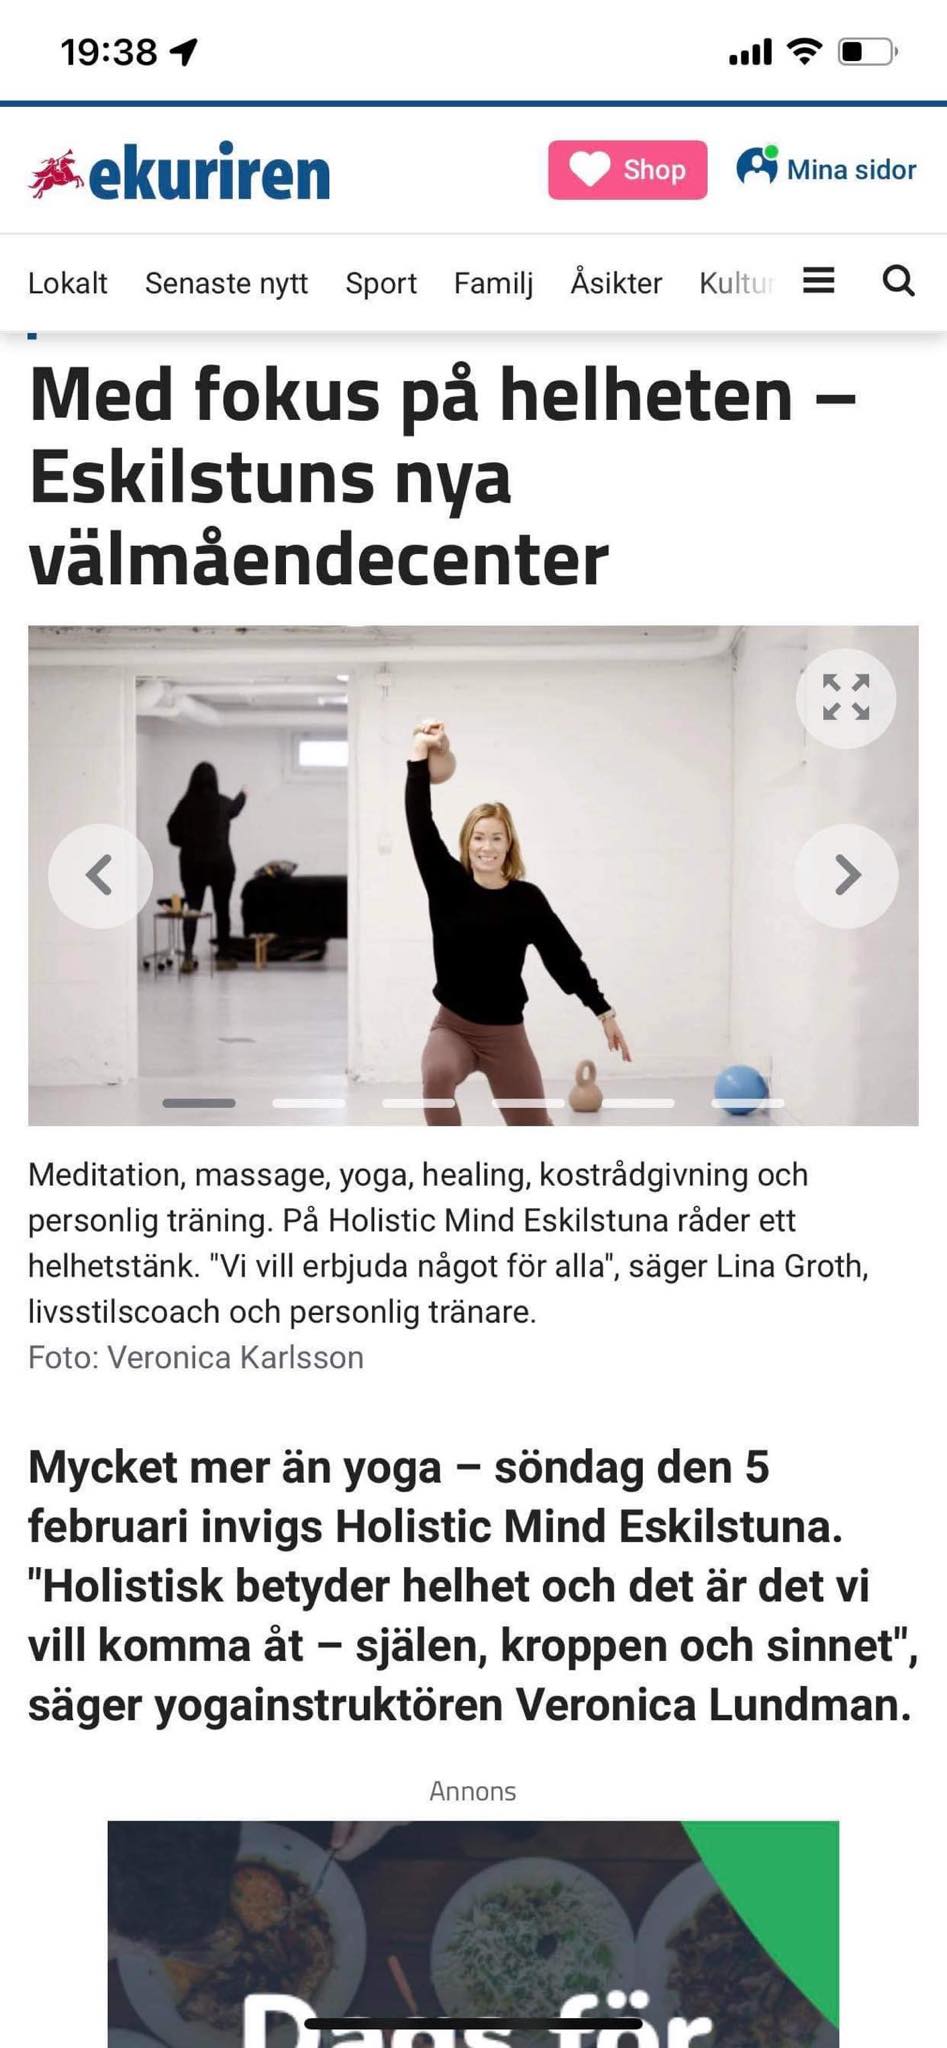 19:38
ekuriren
Shop
Mina sidor
Lokalt Senaste nytt Sport Familj Åsikter Kultur
Med fokus på helheten –
Eskilstuns nya
välmåendecenter
Meditation, massage, yoga, healing, kostrådgivning och
personlig träning. På Holistic Mind Eskilstuna råder ett
helhetstänk. "Vi vill erbjuda något för alla", säger Lina Groth,
livsstilscoach och personlig tränare.
Foto: Veronica Karlsson
Mycket mer än yoga – söndag den 5
februari invigs Holistic Mind Eskilstuna.
"Holistisk betyder helhet och det är det vi
vill komma åt – själen, kroppen och sinnet",
säger yogainstruktören Veronica Lundman.
Annons
Dags för